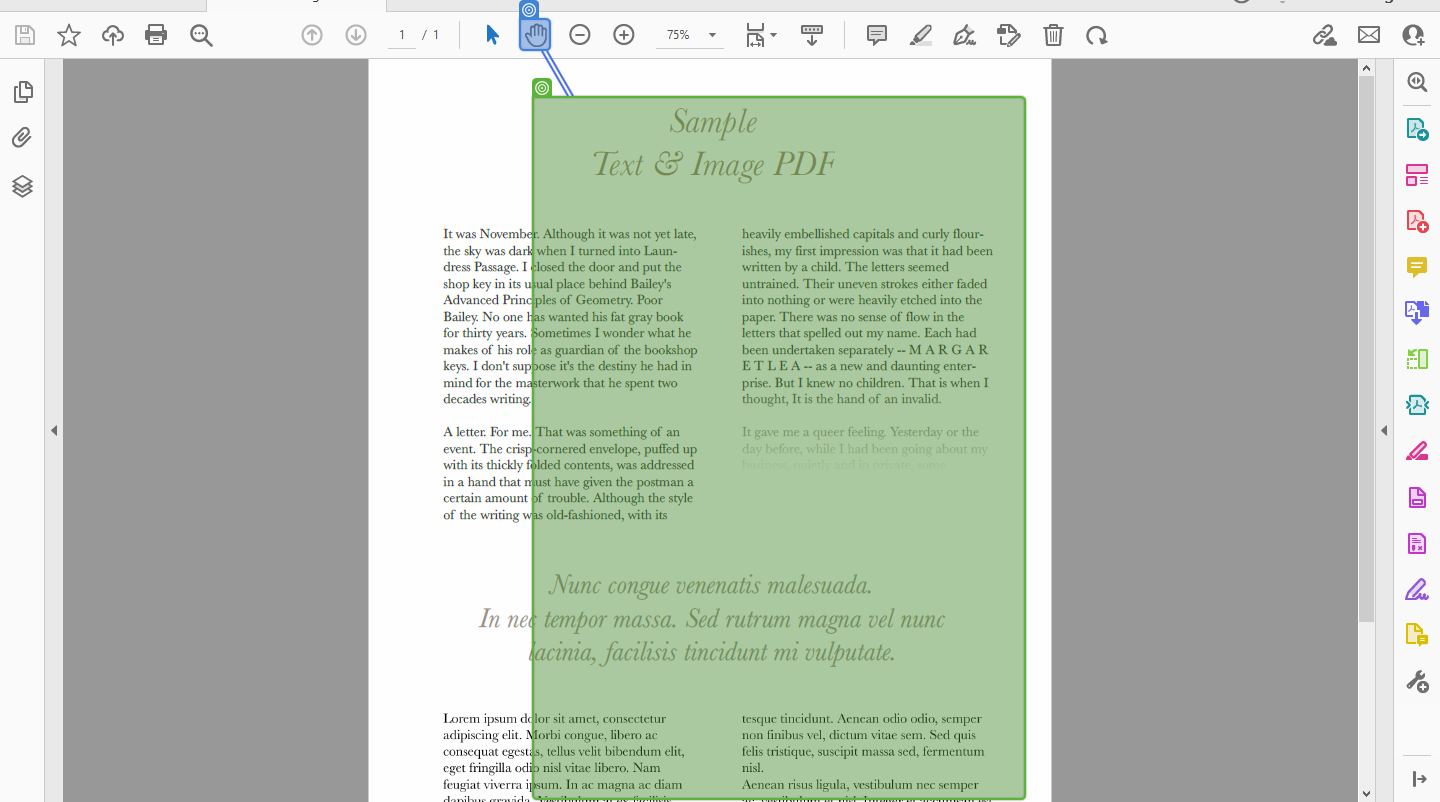 1 / 1
75%
Sample
Text & Image PDF
It was November. Although it was not yet late,
the sky was dark when I turned into Laun-
dress Passage. I closed the door and put the
shop key in its usual place behind Bailey's
Advanced Principles of Geometry. Poor
Bailey. No one has wanted his fat gray book
for thirty years. Sometimes I wonder what he
makes of his role as guardian of the bookshop
keys. I don't suppose it's the destiny he had in
mind for the masterwork that he spent two
decades writing.
A letter. For me. That was something of an
event. The crisp-cornered envelope, puffed up
with its thickly folded contents, was addressed
in a hand that must have given the postman a
certain amount of trouble. Although the style
of the writing was old-fashioned, with its
heavily embellished capitals and curly flour-
ishes, my first impression was that it had been
written by a child. The letters seemed
untrained. Their uneven strokes either faded
into nothing or were heavily etched into the
paper. There was no sense of flow in the
letters that spelled out my name. Each had
been undertaken separately -- M A R G A R
E T L E A -- as a new and daunting enter-
prise. But I knew no children. That is when I
thought, It is the hand of an invalid.
It gave me a queer feeling. Yesterday or the
day before, while I had been going about my
business, quietly and in private, some
Nunc congue venenatis malesuada.
In nec tempor massa. Sed rutrum magna vel nunc
lacinia, facilisis tincidunt mi vulputate.
Lorem ipsum dolor sit amet, consectetur
adipiscing elit. Morbi congue, libero ac
consequat egestas, tellus velit bibendum elit,
eget fringilla odio nisl vitae libero. Nam
feugiat viverra ipsum. In ac magna ac diam
tesque tincidunt. Aenean odio odio, semper
non finibus vel, dictum vitae sem. Sed quis
felis tristique, suscipit massa sed, fermentum
nisl.
Aenean risus ligula, vestibulum nec semper